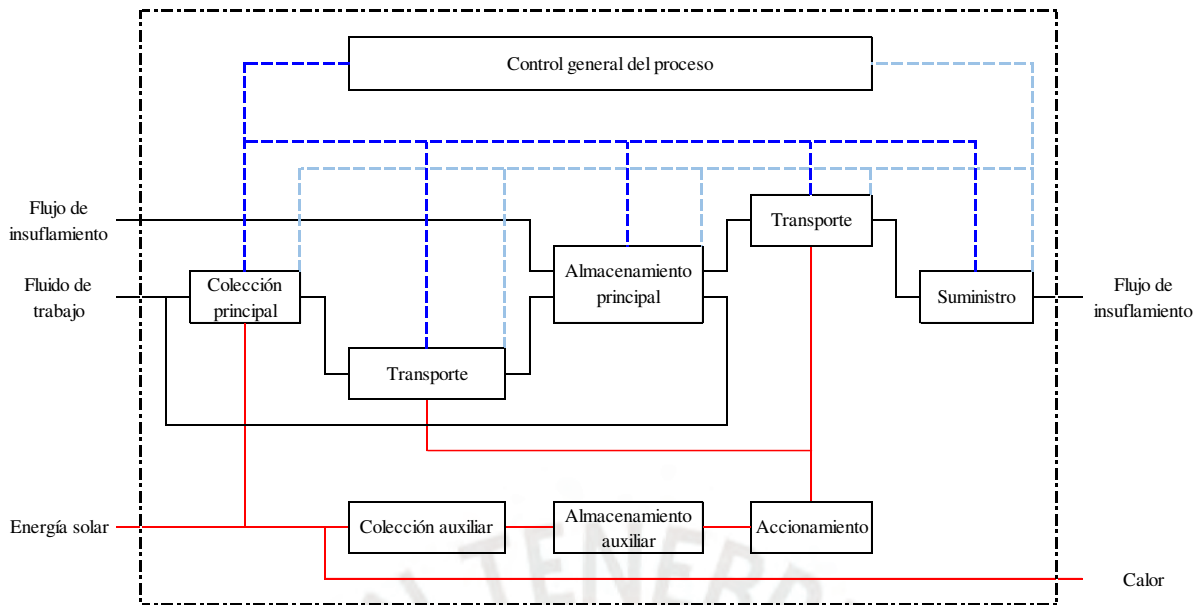 Control general del proceso
Flujo de
insuflamiento
Transporte
Fluido de
trabajo
Colección
principal
Almacenamiento
principal
Suministro
Flujo de
insuflamiento
Transporte
Energía solar
Colección auxiliar
Almacenamiento
auxiliar
Accionamiento
Calor